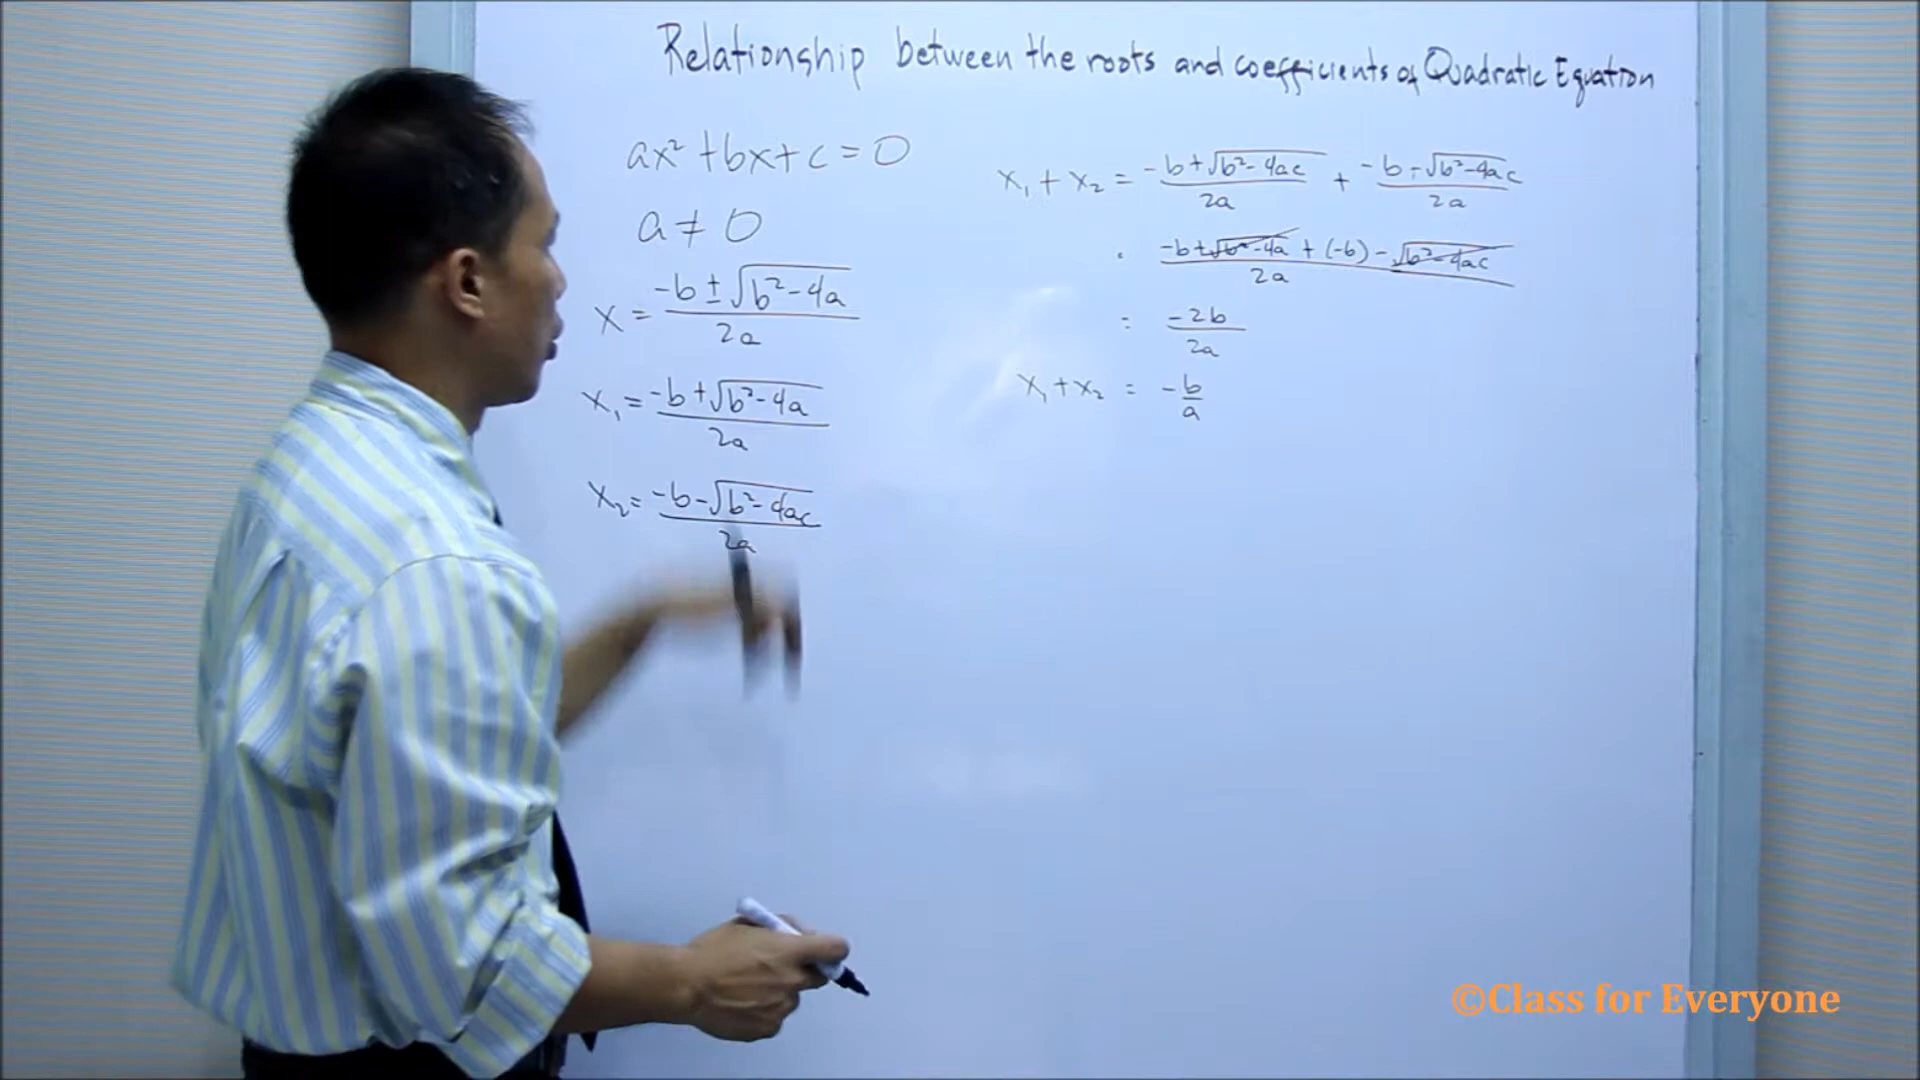 Relationship between the roots and coefficients of Quadratic Equation
ax² + bx + c = 0
a ≠ 0
x = -b ± √b² - 4a / 2a
x₁ = -b + √b² - 4a / 2a
x₂ = -b - √b² - 4ac / 2a
x₁ + x₂ = -b + √b² - 4ac / 2a + -b - √b² - 4ac / 2a
-b + √b² - 4a + (-b) - √b² - 4ac / 2a
= -2b / 2a
x₁ + x₂ = -b / a
©Class for Everyone